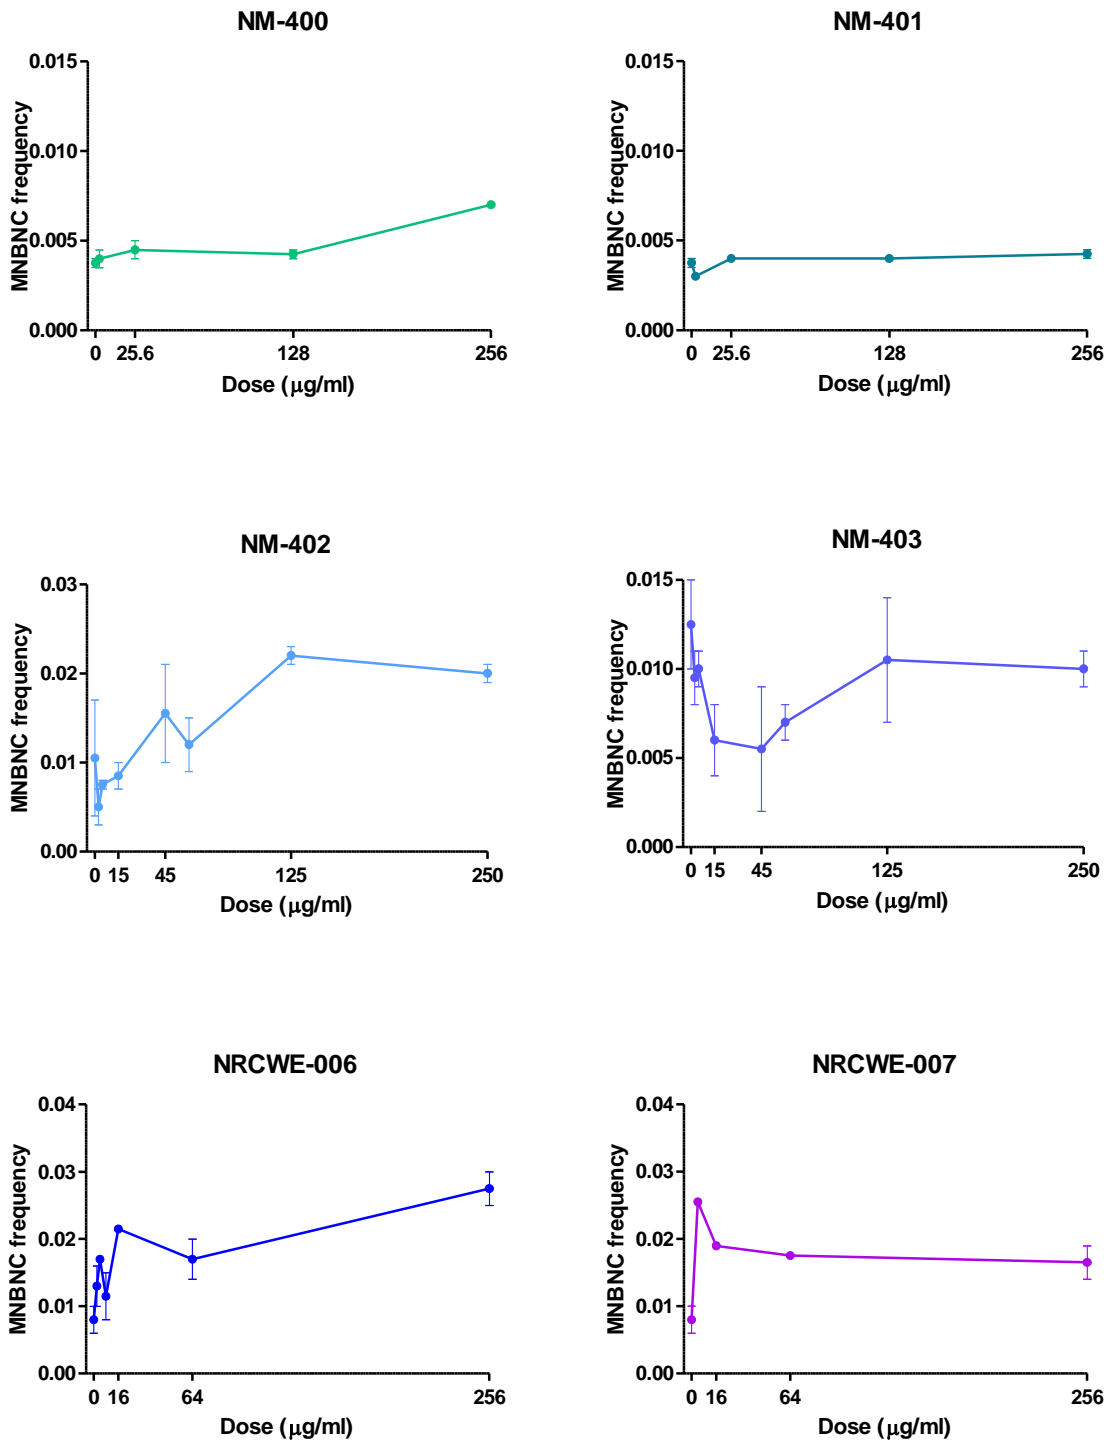 NM-400
MNBNC frequency
0.015
0.010
0.005
0.000
0 25.6 128 256
Dose (μg/ml)
NM-401
MNBNC frequency
0.015
0.010
0.005
0.000
0 25.6 128 256
Dose (μg/ml)
NM-402
MNBNC frequency
0.03
0.02
0.01
0.00
0 15 45 125 250
Dose (μg/ml)
NM-403
MNBNC frequency
0.015
0.010
0.005
0.000
0 15 45 125 250
Dose (μg/ml)
NRCWE-006
MNBNC frequency
0.04
0.03
0.02
0.01
0.00
0 16 64 256
Dose (μg/ml)
NRCWE-007
MNBNC frequency
0.04
0.03
0.02
0.01
0.00
0 16 64 256
Dose (μg/ml)